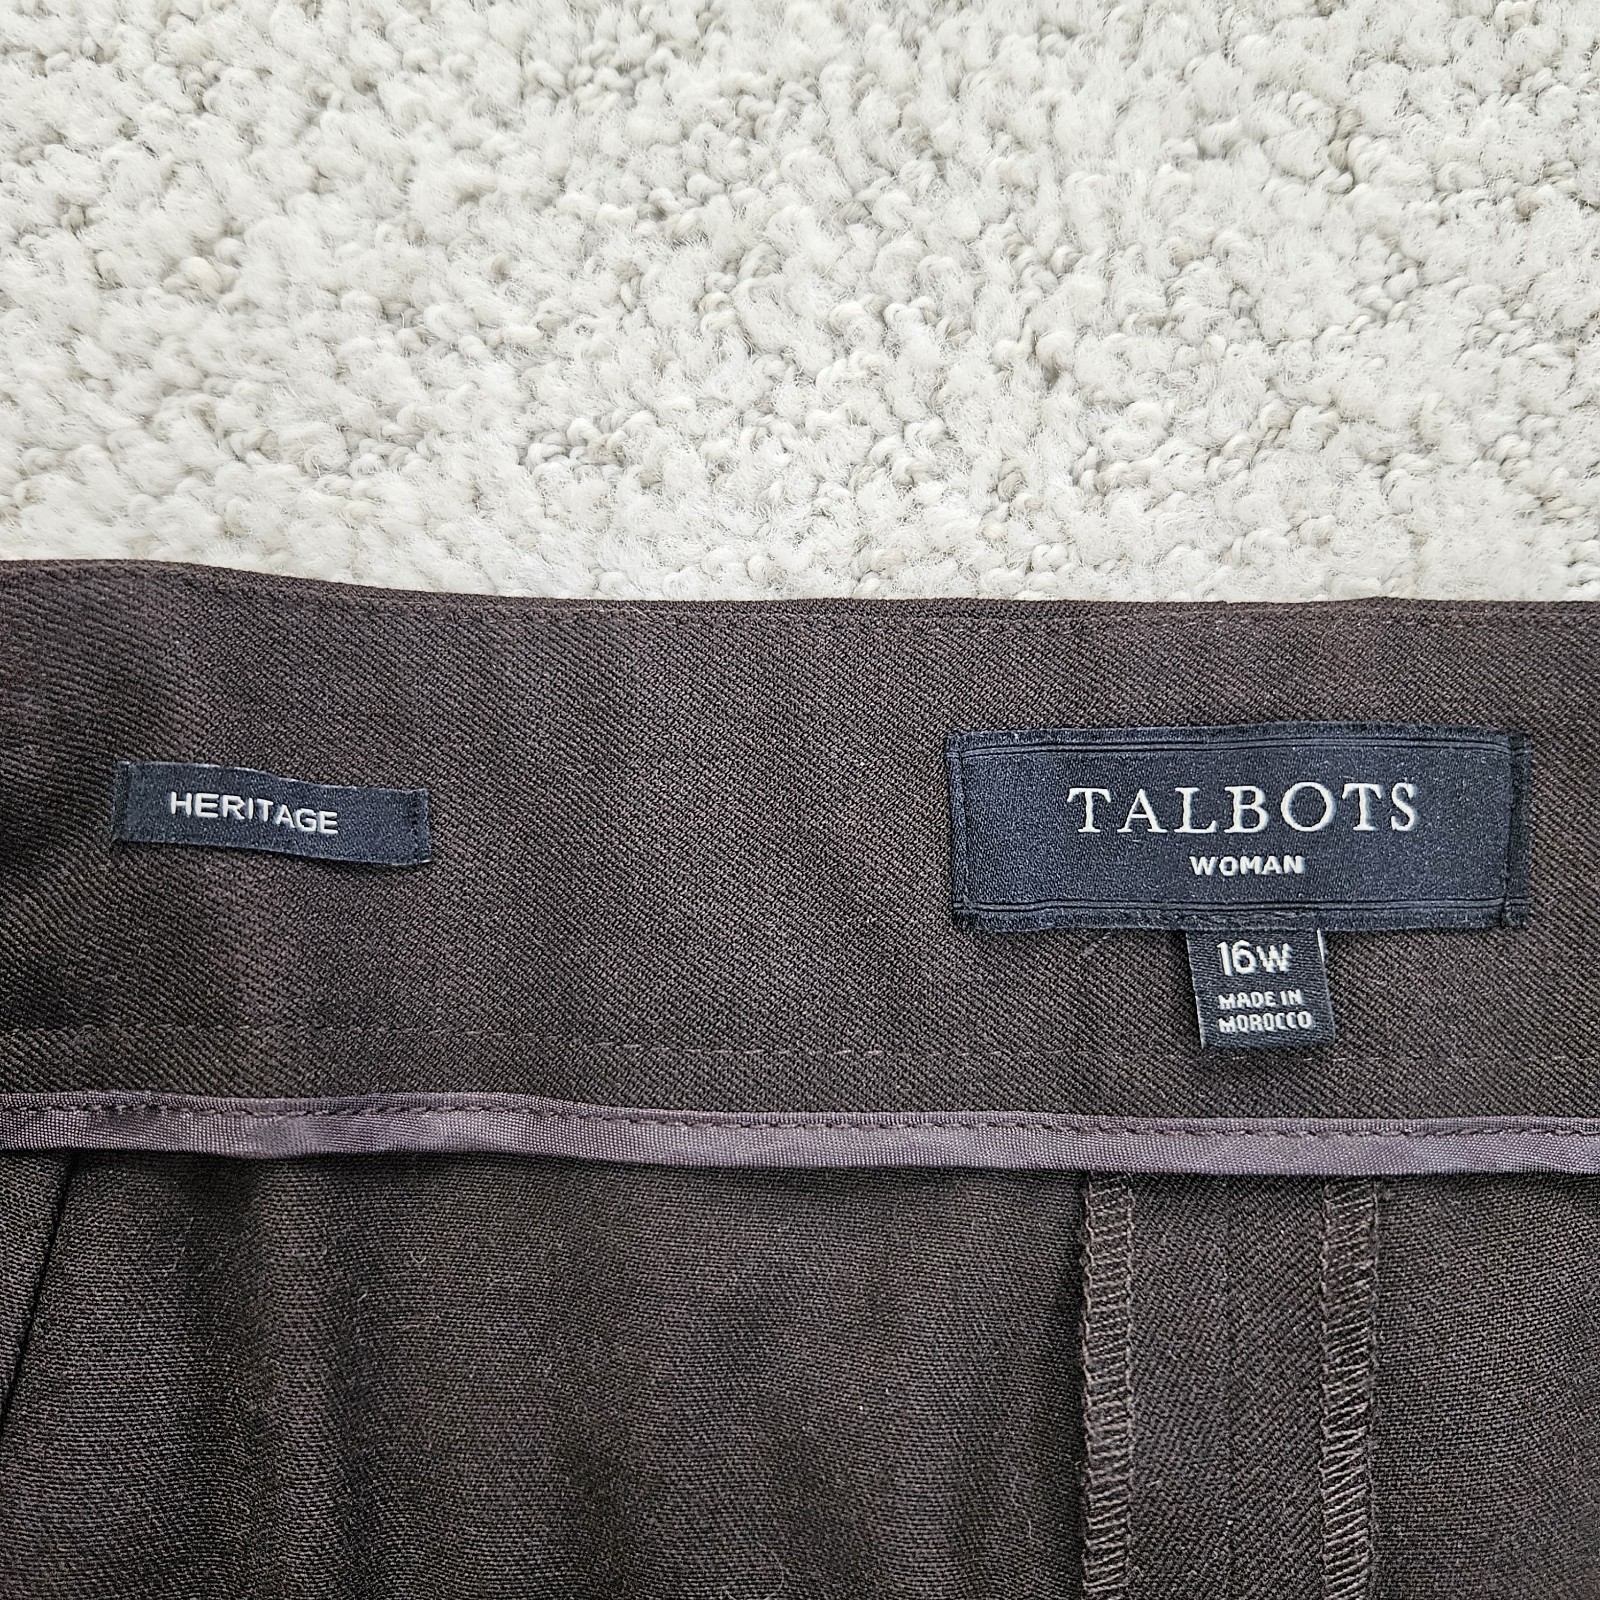 HERITAGE
TALBOTS
WOMAN
16W
MADE IN
MOROCCO